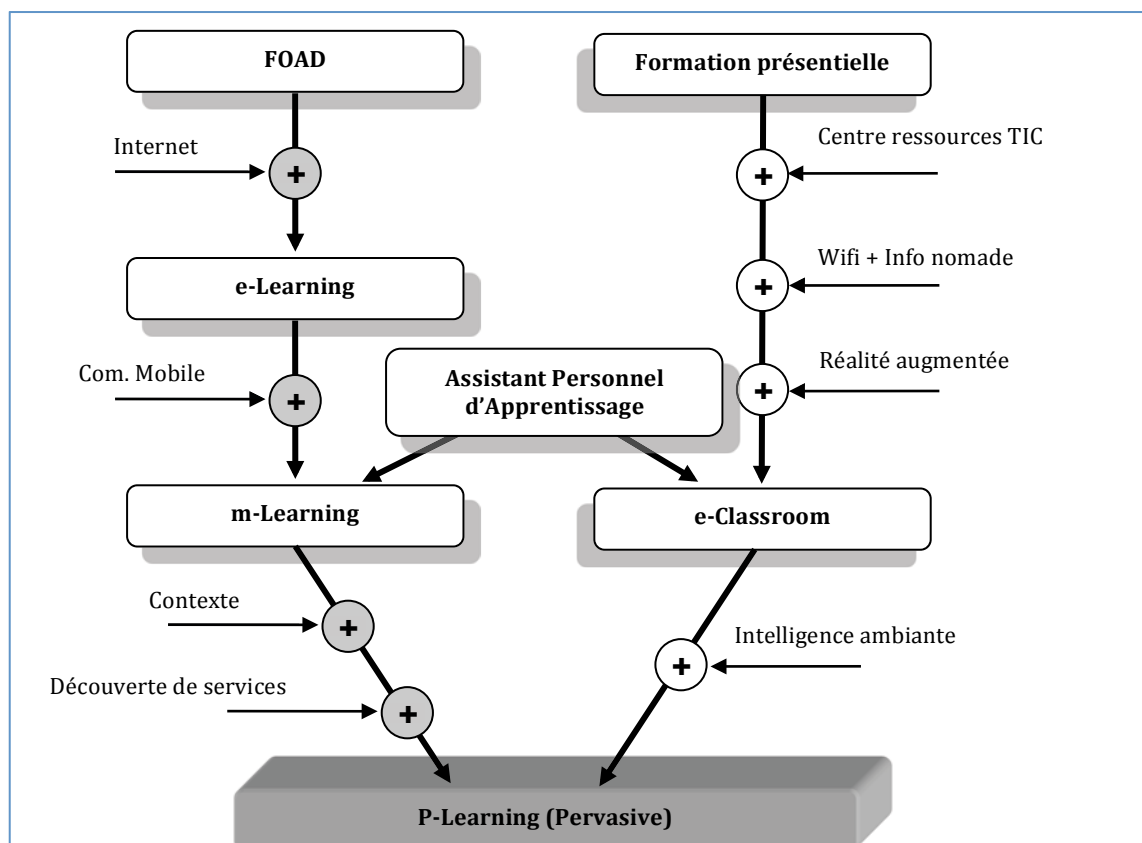 FOAD
Formation présentielle
Internet
Centre ressources TIC
e-Learning
Wifi + Info nomade
Com. Mobile
Assistant Personnel
d’Apprentissage
Réalité augmentée
m-Learning
e-Classroom
Contexte
Intelligence ambiante
Découverte de services
P-Learning (Pervasive)